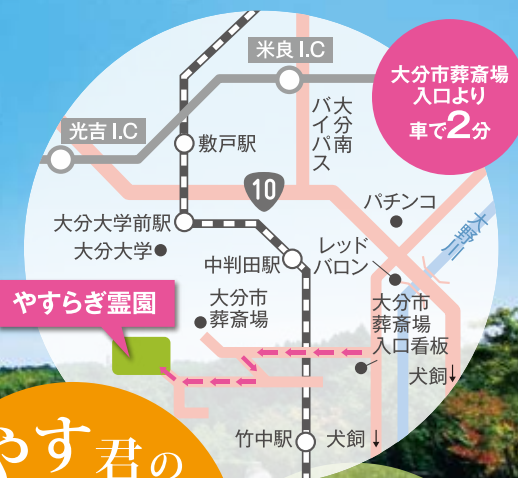 米良 I.C
大分市葬斎場
入口より
車で2分
光吉 I.C
大分南
バイパス
敷戸駅
10
パチンコ
大分大学前駅
大分大学
大野川
レッド
バロン
中判田駅
やすらぎ霊園
大分市
葬斎場
大分市
葬斎場
入口看板
犬飼↓
竹中駅
犬飼↓
やす君の